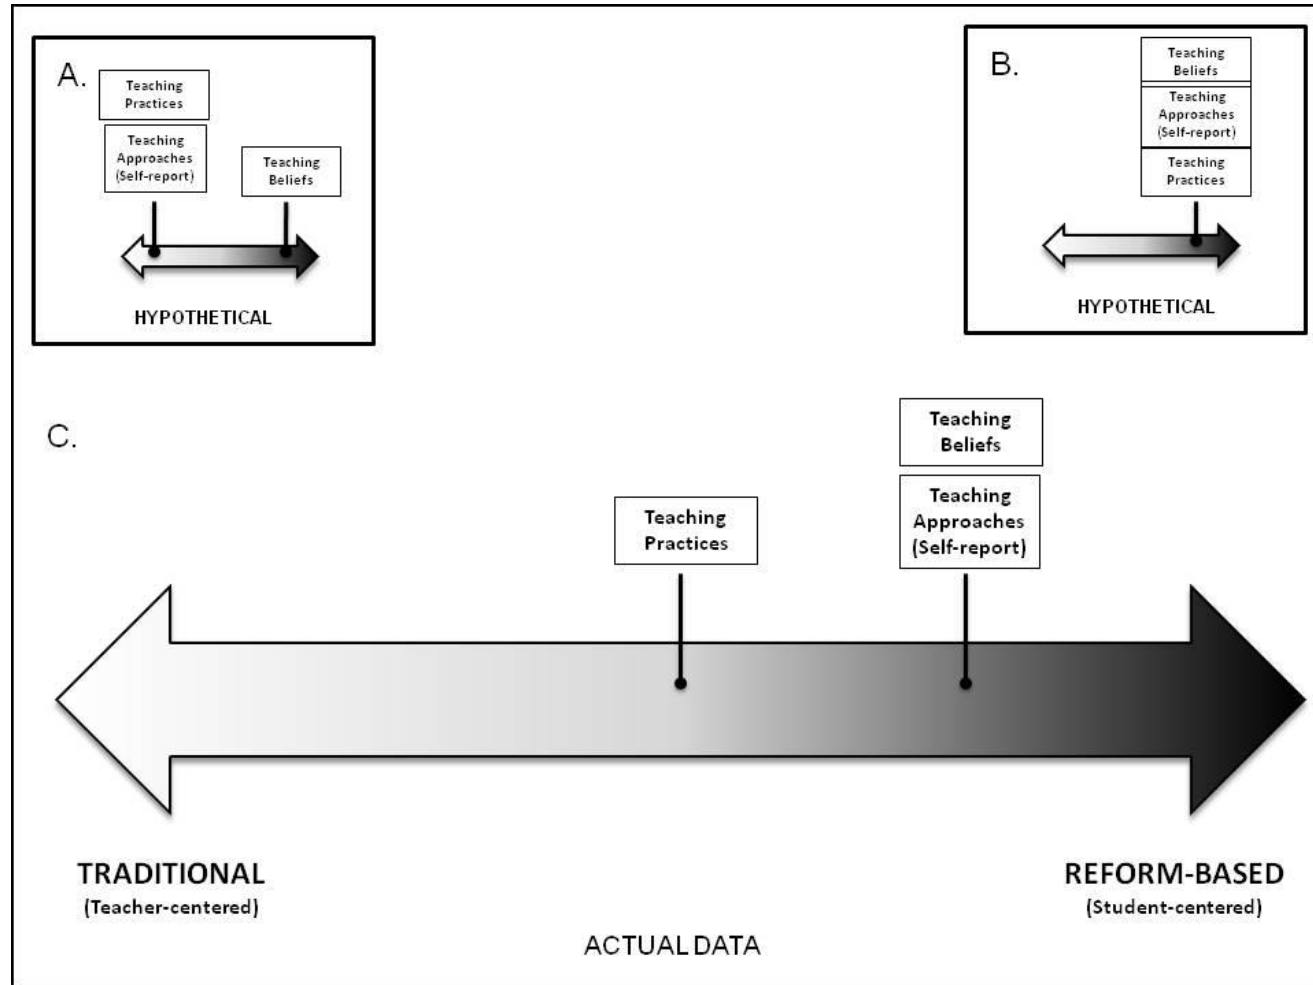 A.
Teaching
Practices
Teaching
Approaches
(Self-report)
Teaching
Beliefs
HYPOTHETICAL
B.
Teaching
Beliefs
Teaching
Approaches
(Self-report)
Teaching
Practices
HYPOTHETICAL
C.
Teaching
Practices
Teaching
Beliefs
Teaching
Approaches
(Self-report)
TRADITIONAL
(Teacher-centered)
REFORM-BASED
(Student-centered)
ACTUAL DATA